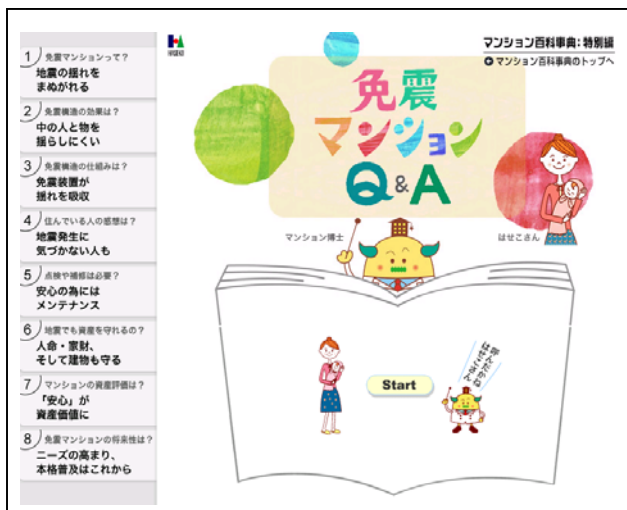 1 免震マンションって？
地震の揺れを
まぬがれる
2 免震構造の効果は？
中の人と物を
揺らしにくい
3 免震構造の仕組みは？
免震装置が
揺れを吸収
4 住んでいる人の感想は？
地震発生に
気づかない人も
5 点検や補修は必要？
安心の為には
メンテナンス
6 地震でも資産を守れるの？
人命・家財、
そして建物も守る
7 マンションの資産評価は？
「安心」が
資産価値に
8 免震マンションの将来性は？
ニーズの高まり、
本格普及はこれから
マンション百科事典：特別編
マンション百科事典のトップへ
免震
マンション
Q&A
マンション博士
はせこさん
呼んだかね
はせこさん
Start